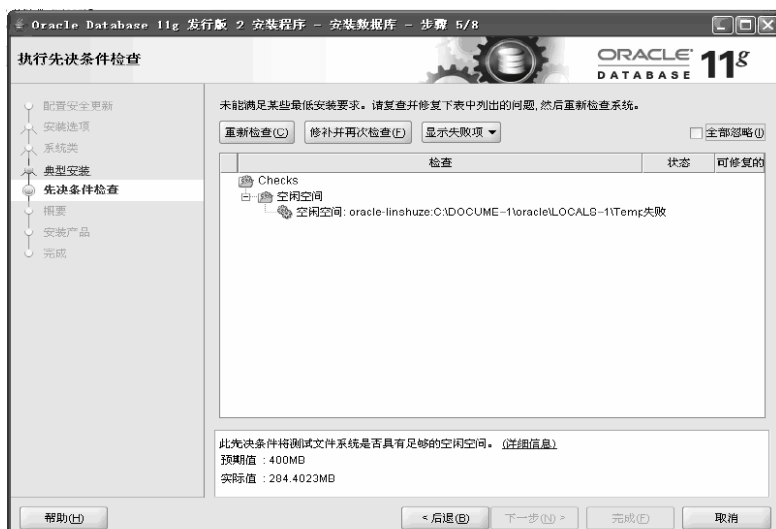 Oracle Database 11g 发行版 2 安装程序 - 安装数据库 - 步骤 5/8
执行先决条件检查
ORACLE
DATABASE
11g
配置安全更新
安装选项
系统类
典型安装
先决条件检查
概要
安装产品
完成
未能满足某些最低安装要求。请复查并修复下表中列出的问题,然后重新检查系统。
重新检查(C) 修补并再次检查(F) 显示失败项 全部忽略(I)
检查 状态 可修复的
Checks
空闲空间
空闲空间: oracle-linshuze:C:\DOCUME~1\oracle\LOCALS~1\Temp失败
此先决条件将测试文件系统是否具有足够的空闲空间。 (详细信息)
预期值 : 400MB
实际值 : 284.4023MB
帮助(H) < 后退(B) 下一步(N) > 完成(F) 取消